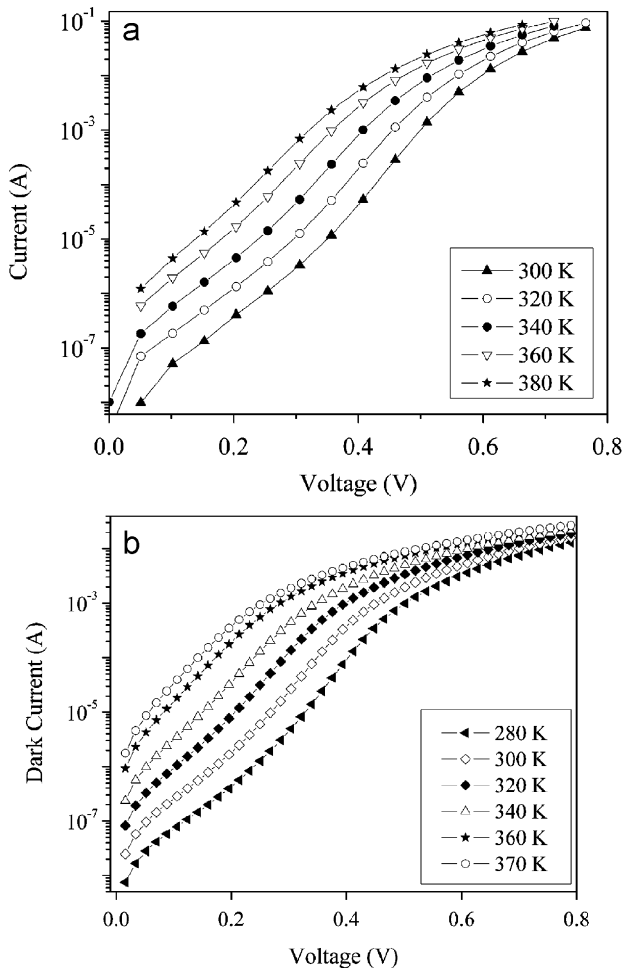 a
10⁻¹
10⁻³
10⁻⁵
10⁻⁷
Current (A)
300 K
320 K
340 K
360 K
380 K
0.0 0.2 0.4 0.6 0.8
Voltage (V)
b
10⁻³
10⁻⁵
10⁻⁷
Dark Current (A)
280 K
300 K
320 K
340 K
360 K
370 K
0.0 0.2 0.4 0.6 0.8
Voltage (V)